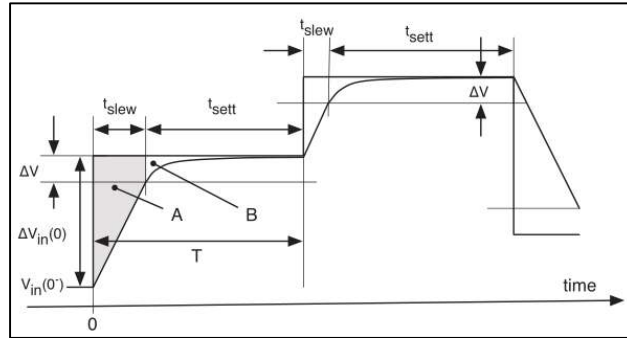 t_slew
t_sett
ΔV
t_slew
t_sett
ΔV
A
B
ΔV_in(0)
T
V_in(0⁻)
time
0